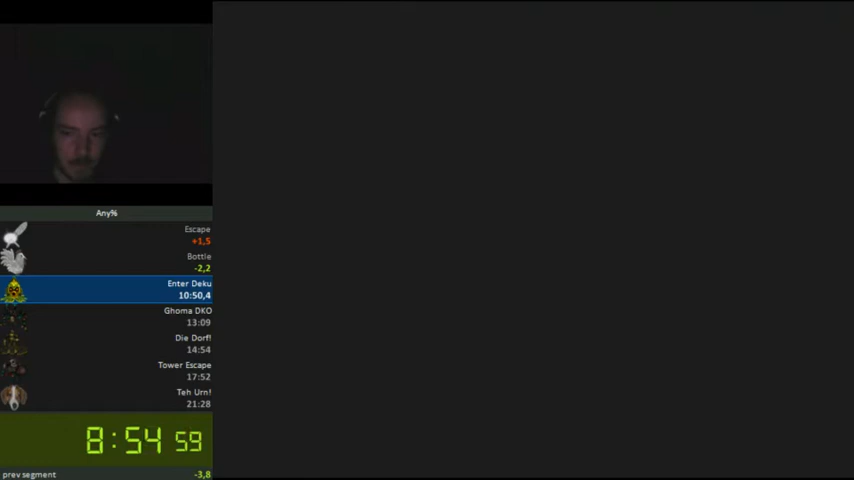 Any%
Escape
+1,5
Bottle
-2,2
Enter Deku
10:50,4
Ghoma DKO
13:09
Die Dorf!
14:54
Tower Escape
17:52
Teh Urn!
21:28
8:54 59
prev segment -3,8